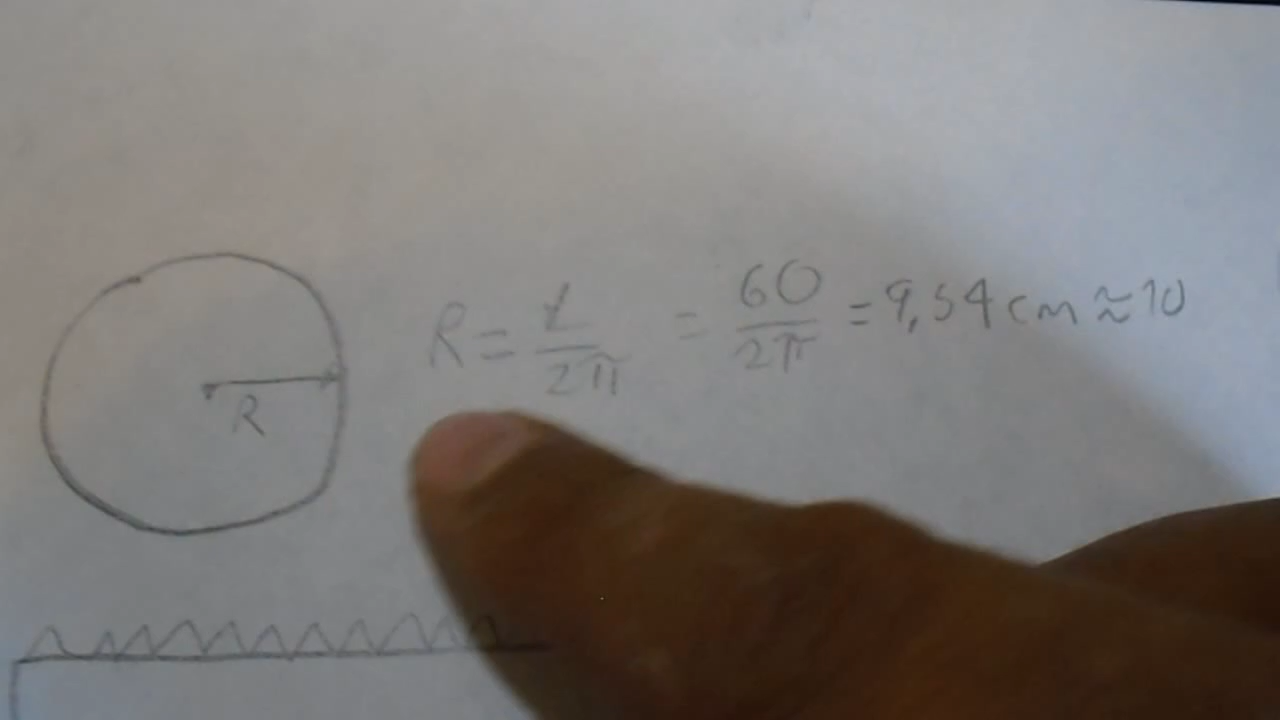 R = ℓ/2π = 60/2π = 9,54 cm ≈ 10
R